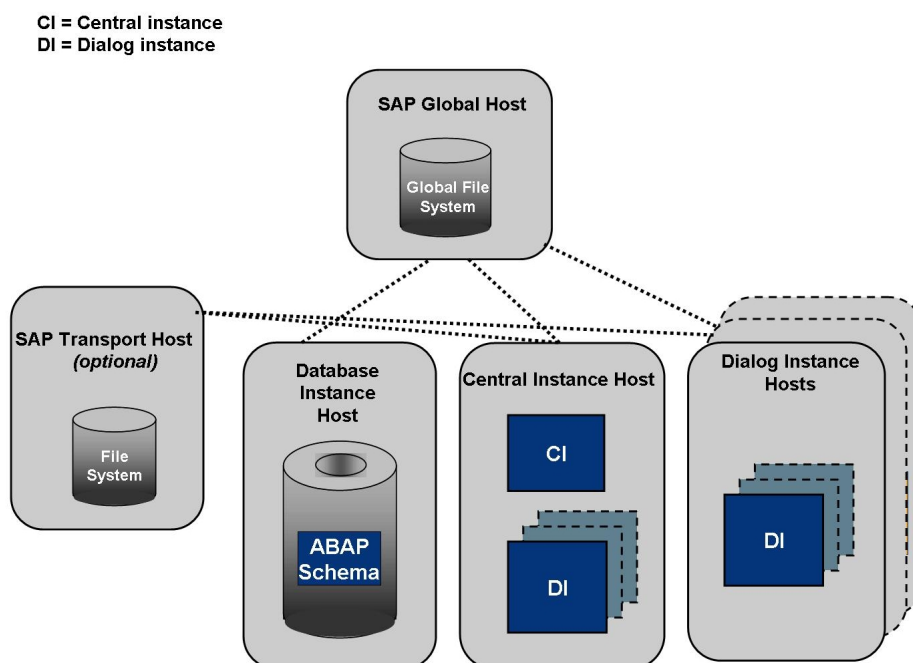 CI = Central instance
DI = Dialog instance
SAP Global Host
Global File
System
SAP Transport Host
(optional)
File
System
Database
Instance
Host
ABAP
Schema
Central Instance Host
CI
DI
Dialog Instance
Hosts
DI